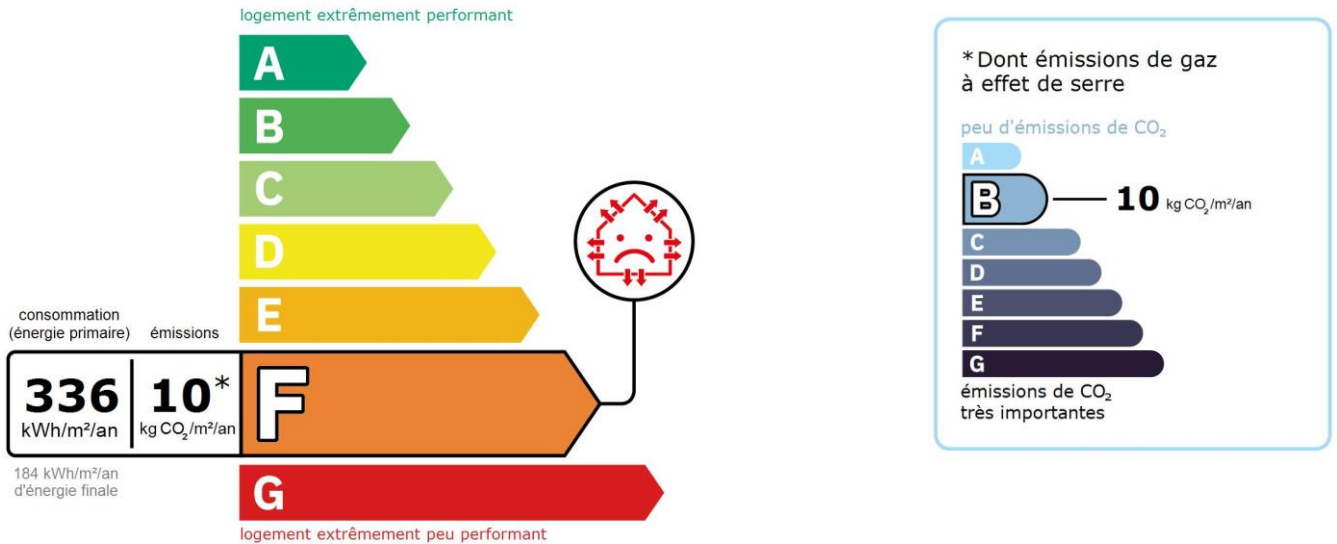 logement extrêmement performant
A
B
C
D
E
consommation
(énergie primaire)
émissions
336
kWh/m²/an
10*
kg CO₂/m²/an
F
184 kWh/m²/an
d'énergie finale
G
logement extrêmement peu performant
*Dont émissions de gaz
à effet de serre
peu d'émissions de CO₂
A
B
10 kg CO₂/m²/an
C
D
E
F
G
émissions de CO₂
très importantes